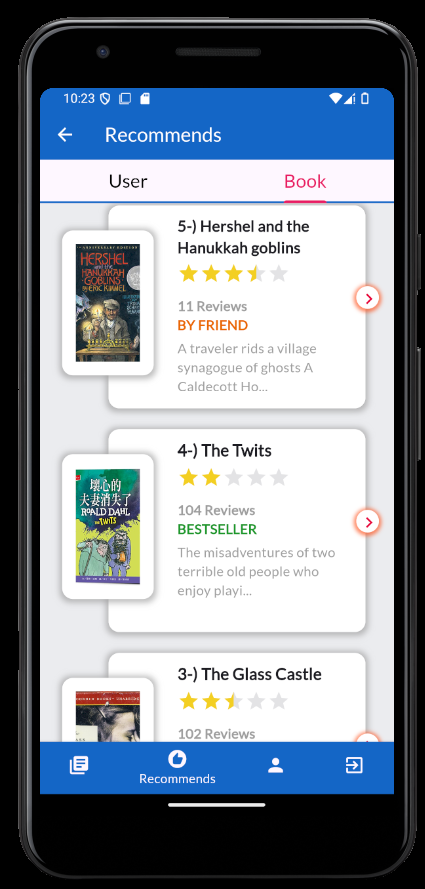 10:23
Recommends
User
Book
5-) Hershel and the
Hanukkah goblins
HERSHEL
AND THE
HANUKKAH
GOBLINS
BY ERIC KIMMEL
11 Reviews
BY FRIEND
A traveler rids a village
synagogue of ghosts A
Caldecott Ho...
4-) The Twits
壞心的
夫妻消失了
ROALD DAHL
THE TWITS
104 Reviews
BESTSELLER
The misadventures of two
terrible old people who
enjoy playi...
3-) The Glass Castle
102 Reviews
Recommends